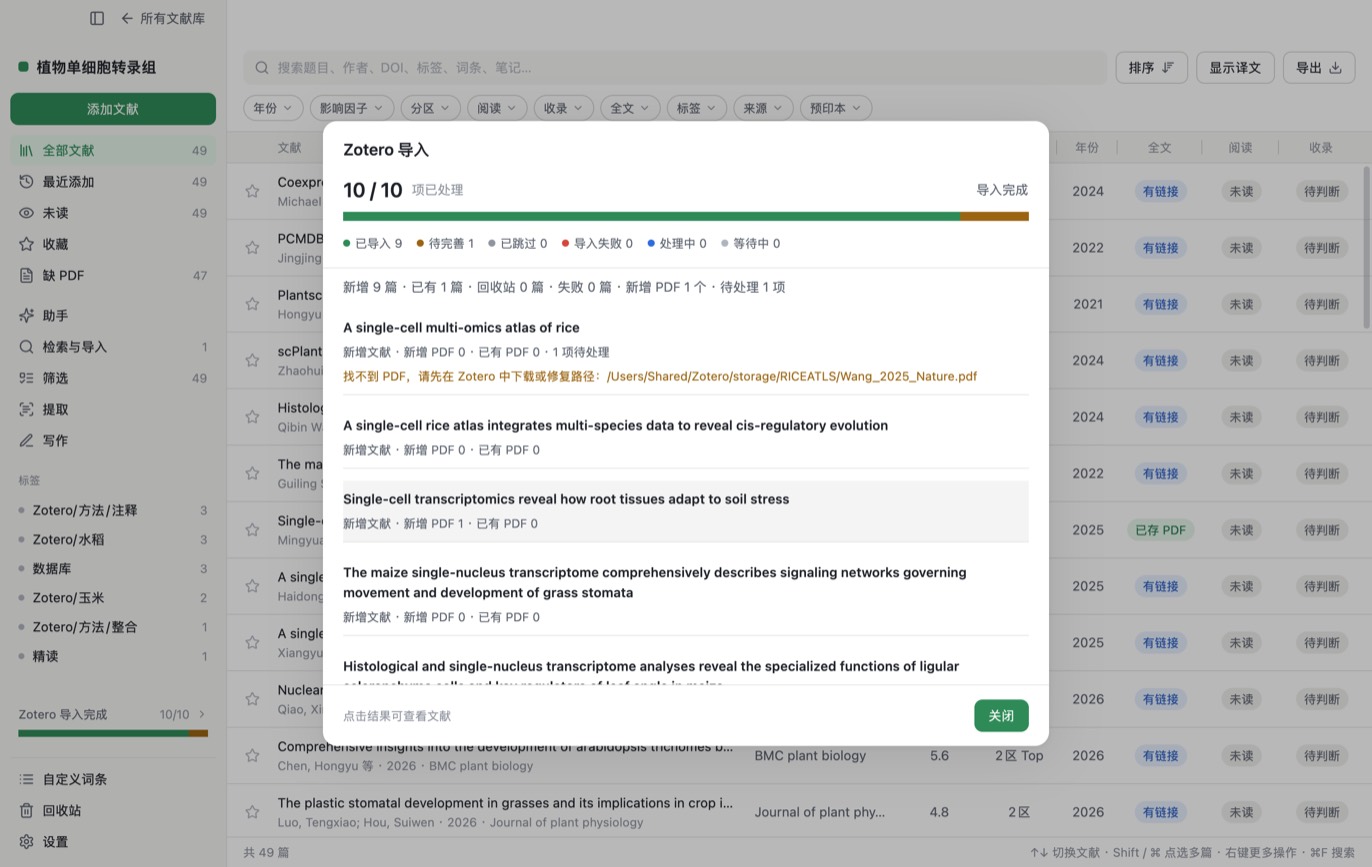 所有文献库
植物单细胞转录组
添加文献
全部文献 49
最近添加 49
未读 49
收藏
缺 PDF 47
助手
检索与导入 1
筛选 49
提取
写作
标签
Zotero/方法/注释 3
Zotero/水稻 3
数据库 3
Zotero/玉米 2
Zotero/方法/整合 1
精读 1
Zotero 导入完成 10/10
自定义词条
回收站
设置
搜索题目、作者、DOI、标签、词条、笔记...
排序
显示译文
导出
年份 影响因子 分区 阅读 收录 全文 标签 来源 预印本
文献 年份 全文 阅读 收录
Coexpr
Michael
2024 有链接 未读 待判断
PCMDB
Jingjing
2022 有链接 未读 待判断
Plantsc
Hongyu
2021 有链接 未读 待判断
scPlant
Zhaohui
2024 有链接 未读 待判断
Histolog
Qibin W
2024 有链接 未读 待判断
The ma
Guiling
2022 有链接 未读 待判断
Single-
Mingyua
2025 已存 PDF 未读 待判断
A single
Haidong
2025 有链接 未读 待判断
A single
Xiangyu
2025 有链接 未读 待判断
Nuclear
Qiao, Xi
2026 有链接 未读 待判断
Comprehensive insights into the development of arabidopsis trichomes b...
Chen, Hongyu 等 · 2026 · BMC plant biology
BMC plant biology 5.6 2区 Top 2026 有链接 未读 待判断
The plastic stomatal development in grasses and its implications in crop i...
Luo, Tengxiao; Hou, Suiwen · 2026 · Journal of plant physiology
Journal of plant phy... 4.8 2区 2026 有链接 未读 待判断
共 49 篇
↑↓ 切换文献 · Shift / ⌘ 点选多篇 · 右键更多操作 · ⌘F 搜索
Zotero 导入
10 / 10 项已处理 导入完成
已导入 9 待完善 1 已跳过 0 导入失败 0 处理中 0 等待中 0
新增 9 篇 · 已有 1 篇 · 回收站 0 篇 · 失败 0 篇 · 新增 PDF 1 个 · 待处理 1 项
A single-cell multi-omics atlas of rice
新增文献 · 新增 PDF 0 · 已有 PDF 0 · 1 项待处理
找不到 PDF，请先在 Zotero 中下载或修复路径：/Users/Shared/Zotero/storage/RICEATLS/Wang_2025_Nature.pdf
A single-cell rice atlas integrates multi-species data to reveal cis-regulatory evolution
新增文献 · 新增 PDF 0 · 已有 PDF 0
Single-cell transcriptomics reveal how root tissues adapt to soil stress
新增文献 · 新增 PDF 1 · 已有 PDF 0
The maize single-nucleus transcriptome comprehensively describes signaling networks governing
movement and development of grass stomata
新增文献 · 新增 PDF 0 · 已有 PDF 0
Histological and single-nucleus transcriptome analyses reveal the specialized functions of ligular
点击结果可查看文献
关闭